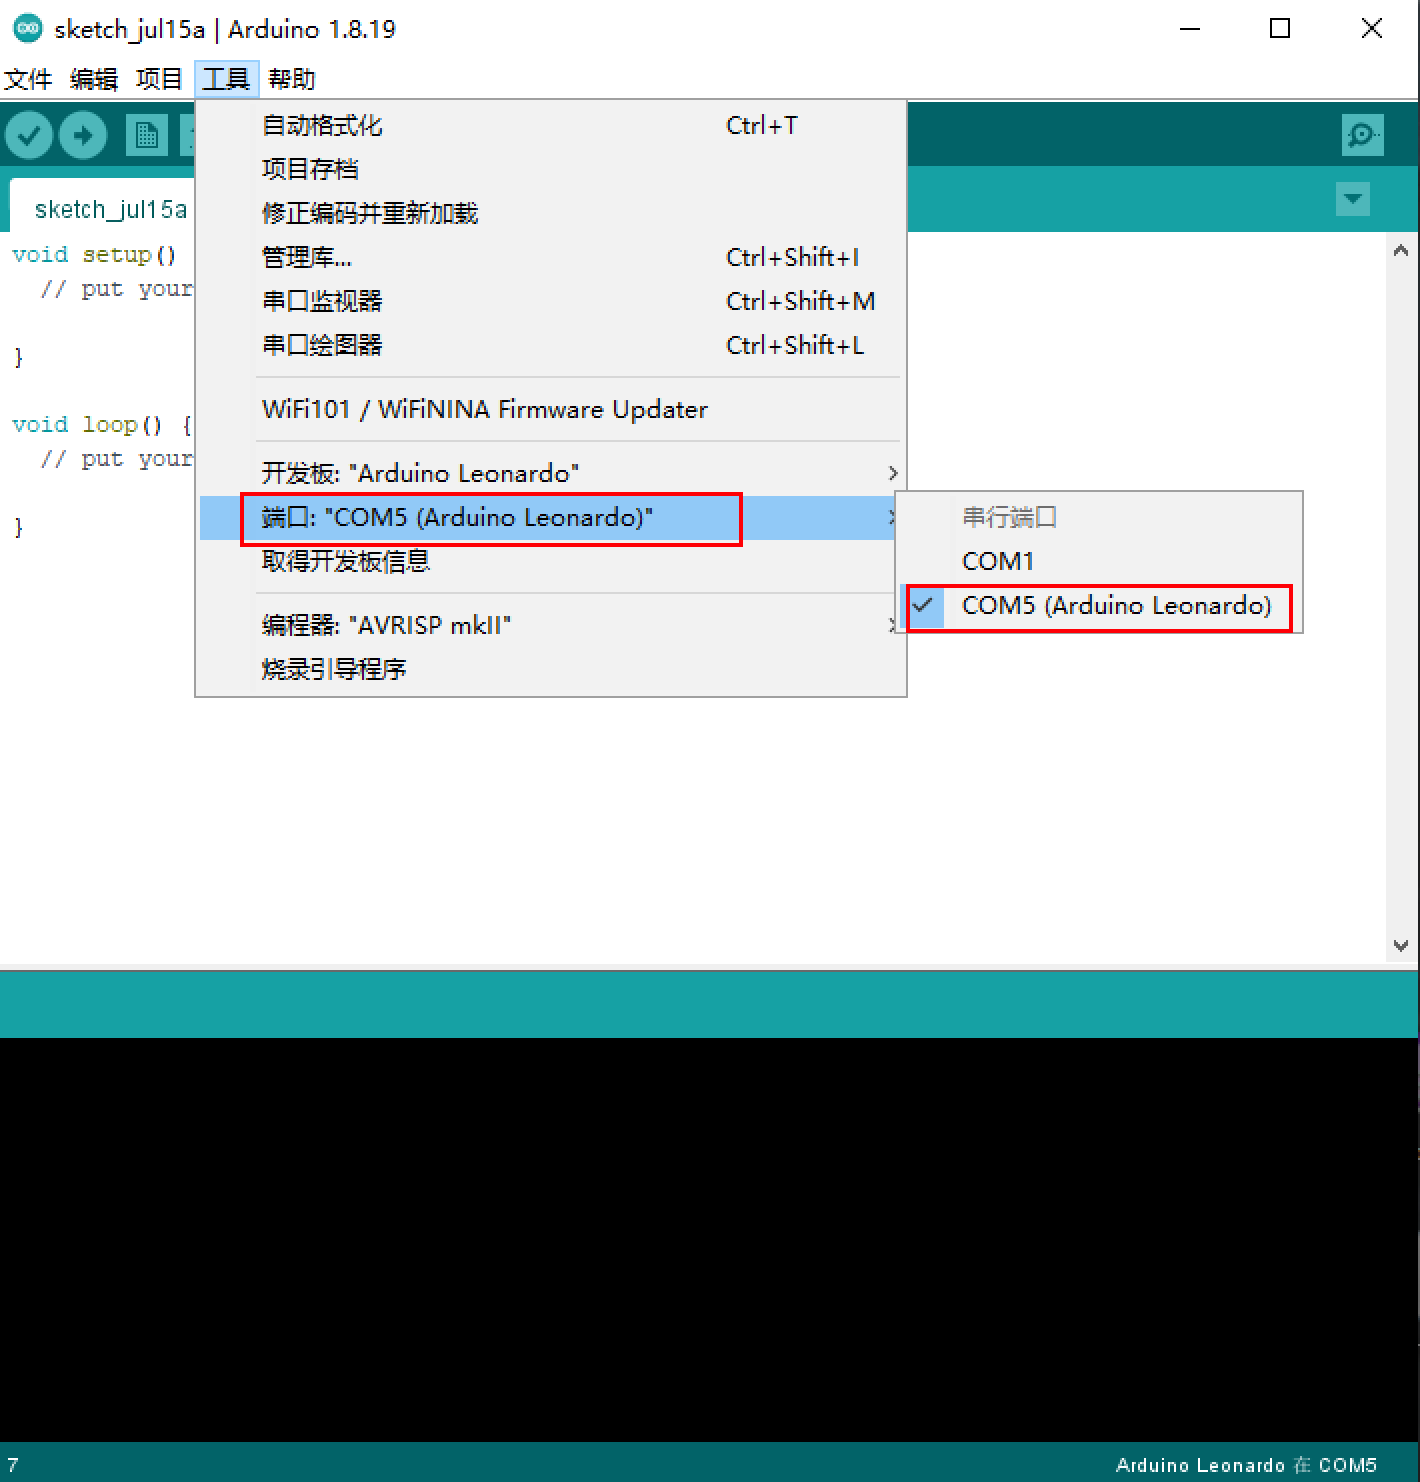 sketch_jul15a | Arduino 1.8.19
文件 编辑 项目 工具 帮助
自动格式化 Ctrl+T
项目存档
修正编码并重新加载
管理库... Ctrl+Shift+I
串口监视器 Ctrl+Shift+M
串口绘图器 Ctrl+Shift+L
WiFi101 / WiFiNINA Firmware Updater
开发板: "Arduino Leonardo"
端口: "COM5 (Arduino Leonardo)"
取得开发板信息
编程器: "AVRISP mkII"
烧录引导程序
串行端口
COM1
COM5 (Arduino Leonardo)
sketch_jul15a
void setup()
// put your
}
void loop() {
// put your
}
7 Arduino Leonardo 在 COM5